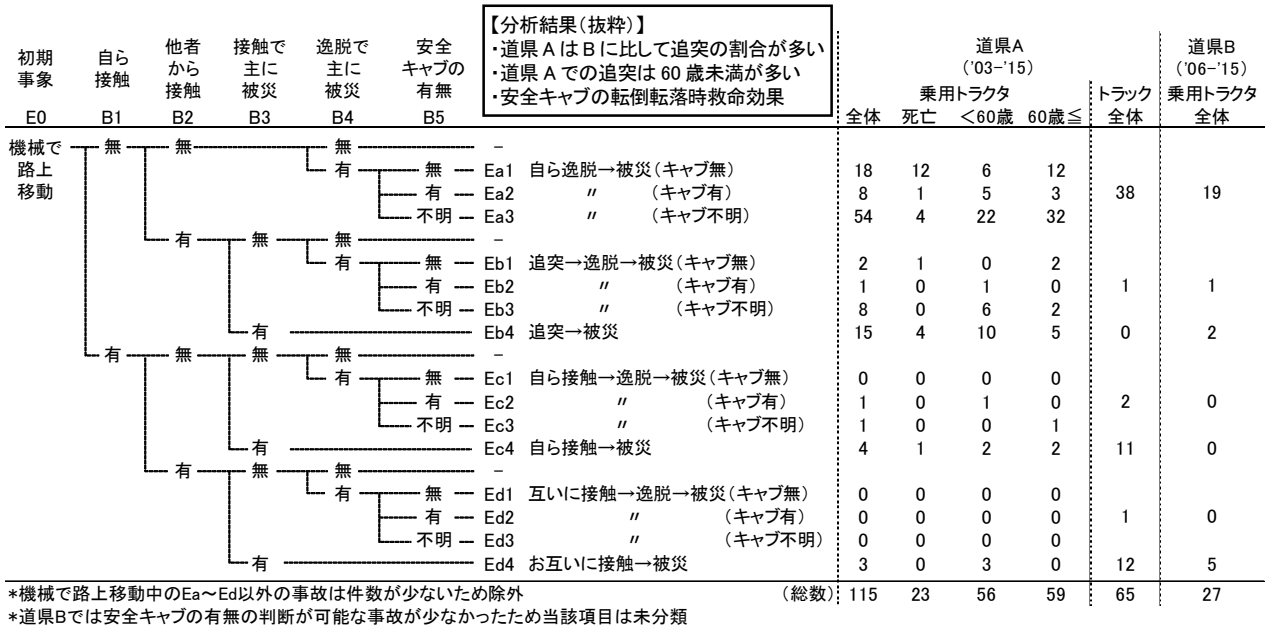 【分析結果(抜粋)】
・道県AはBに比して追突の割合が多い
・道県Aでの追突は60歳未満が多い
・安全キャブの転倒転落時救命効果
初期事象 自ら接触 他者から接触 接触で主に被災 逸脱で主に被災 安全キャブの有無 道県A ('03-'15) 道県B ('06-'15)
乗用トラクタ トラック 乗用トラクタ
E0 B1 B2 B3 B4 B5 全体 死亡 <60歳 60歳≦ 全体 全体
機械で路上移動 無 無 無 −
有 無 Ea1 自ら逸脱→被災(キャブ無) 18 12 6 12
有 Ea2 〃 (キャブ有) 8 1 5 3 38 19
不明 Ea3 〃 (キャブ不明) 54 4 22 32
有 無 無 −
有 無 Eb1 追突→逸脱→被災(キャブ無) 2 1 0 2
有 Eb2 〃 (キャブ有) 1 0 1 0 1 1
不明 Eb3 〃 (キャブ不明) 8 0 6 2
有 Eb4 追突→被災 15 4 10 5 0 2
有 無 無 無 −
有 無 Ec1 自ら接触→逸脱→被災(キャブ無) 0 0 0 0
有 Ec2 〃 (キャブ有) 1 0 1 0 2 0
不明 Ec3 〃 (キャブ不明) 1 0 0 1
有 Ec4 自ら接触→被災 4 1 2 2 11 0
有 無 無 −
有 無 Ed1 互いに接触→逸脱→被災(キャブ無) 0 0 0 0
有 Ed2 〃 (キャブ有) 0 0 0 0 1 0
不明 Ed3 〃 (キャブ不明) 0 0 0 0
有 Ed4 お互いに接触→被災 3 0 3 0 12 5
*機械で路上移動中のEa～Ed以外の事故は件数が少ないため除外 (総数) 115 23 56 59 65 27
*道県Bでは安全キャブの有無の判断が可能な事故が少なかったため当該項目は未分類